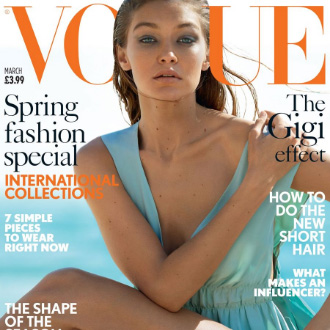 VOGUE
MARCH
£3.99
Spring
fashion
special
INTERNATIONAL
COLLECTIONS
7 SIMPLE
PIECES
TO WEAR
RIGHT NOW
THE SHAPE
OF THE
The
Gigi
effect
HOW TO
DO THE
NEW
SHORT
HAIR
WHAT
MAKES AN
INFLUENCER?